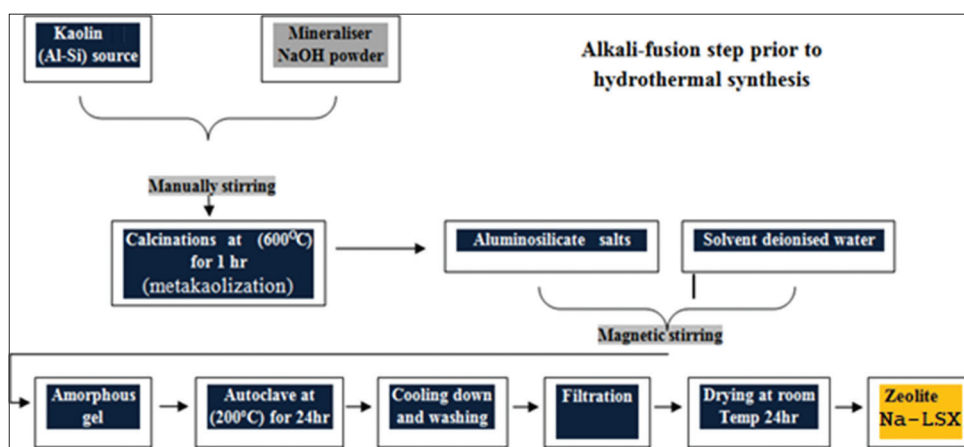 Kaolin
(Al-Si) source
Mineraliser
NaOH powder
Alkali-fusion step prior to
hydrothermal synthesis
Manually stirring
Calcinations at (600⁰C)
for 1 hr
(metakaolization)
Aluminosilicate salts
Solvent deionised water
Magnetic stirring
Amorphous
gel
Autoclave at
(200°C) for 24hr
Cooling down
and washing
Filtration
Drying at room
Temp 24hr
Zeolite
Na-LSX